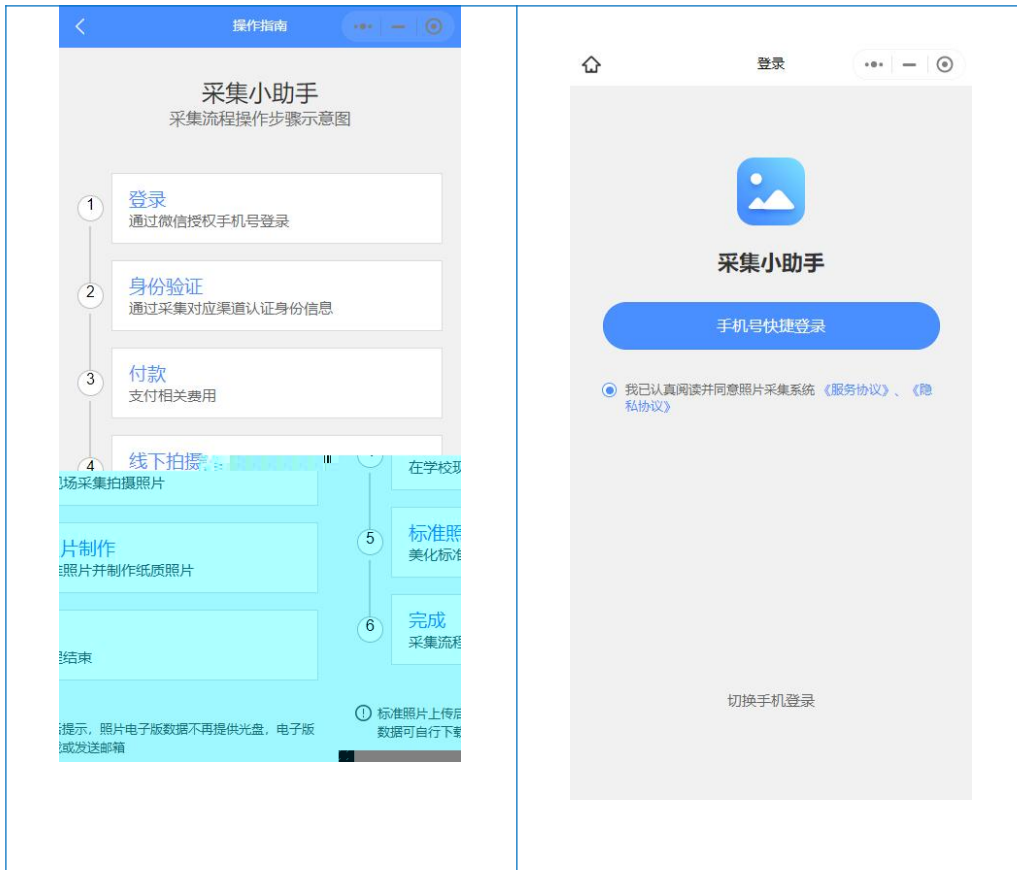 操作指南
采集小助手
采集流程操作步骤示意图
1
登录
通过微信授权手机号登录
2
身份验证
通过采集对应渠道认证身份信息
3
付款
支付相关费用
4
线下拍摄
场采集拍摄照片
片制作
照片并制作纸质照片
结束
提示，照片电子版数据不再提供光盘，电子版
或发送邮箱
在学校现
5
标准照
美化标准
6
完成
采集流程
标准照片上传后
数据可自行下载
登录
采集小助手
手机号快捷登录
我已认真阅读并同意照片采集系统《服务协议》、《隐
私协议》
切换手机登录